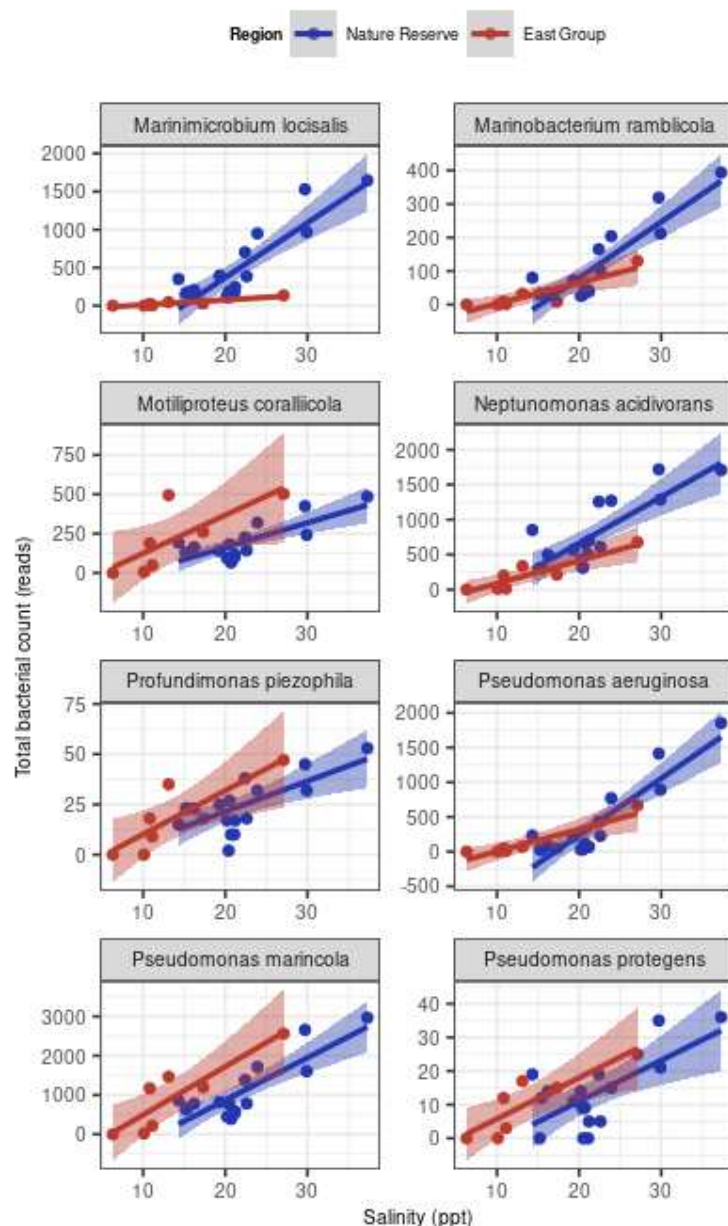 Region Nature Reserve East Group
Marinimicrobium locisalis Marinobacterium ramblicola
2000
1500
1000
500
0
10 20 30
400
300
200
100
0
10 20 30
Motiliproteus coralliicola Neptunomonas acidivorans
750
500
250
0
10 20 30
2000
1500
1000
500
0
10 20 30
Total bacterial count (reads)
Profundimonas piezophila Pseudomonas aeruginosa
75
50
25
0
10 20 30
2000
1500
1000
500
0
-500
10 20 30
Pseudomonas marincola Pseudomonas protegens
3000
2000
1000
0
10 20 30
40
30
20
10
0
10 20 30
Salinity (ppt)